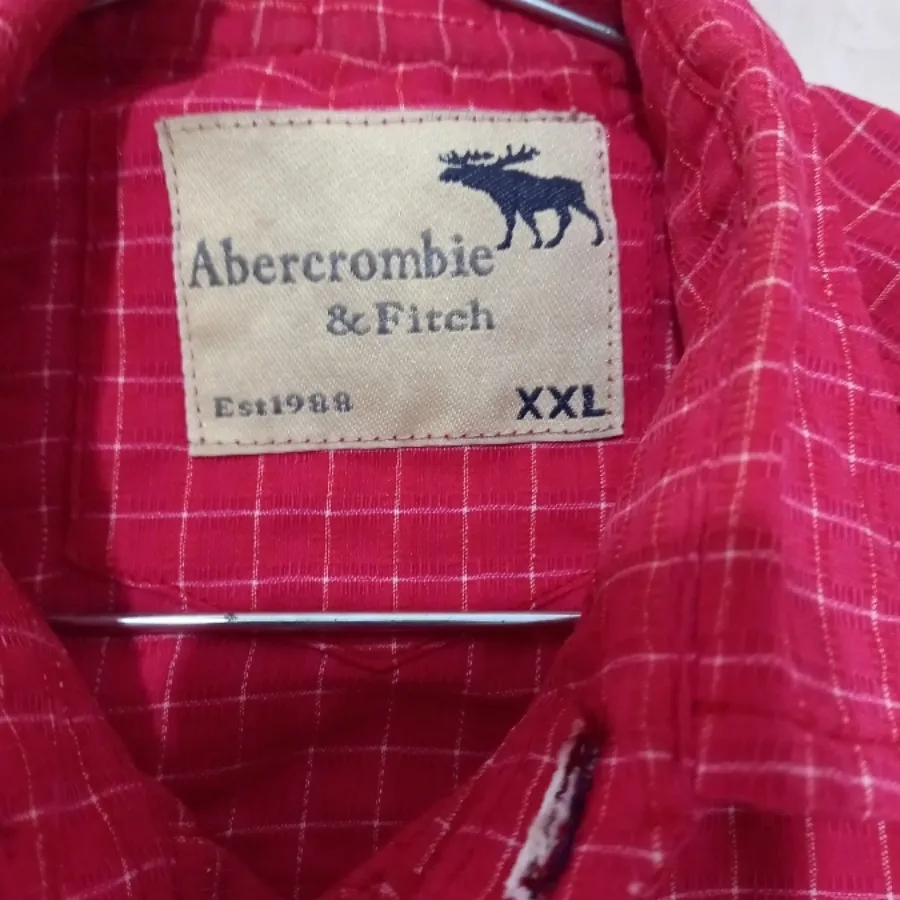 Abercrombie
& Fitch
Est1988
XXL